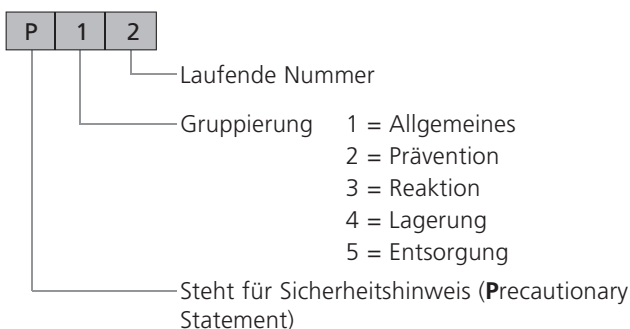 P 1 2
Laufende Nummer
Gruppierung 1 = Allgemeines
2 = Prävention
3 = Reaktion
4 = Lagerung
5 = Entsorgung
Steht für Sicherheitshinweis (Precautionary
Statement)